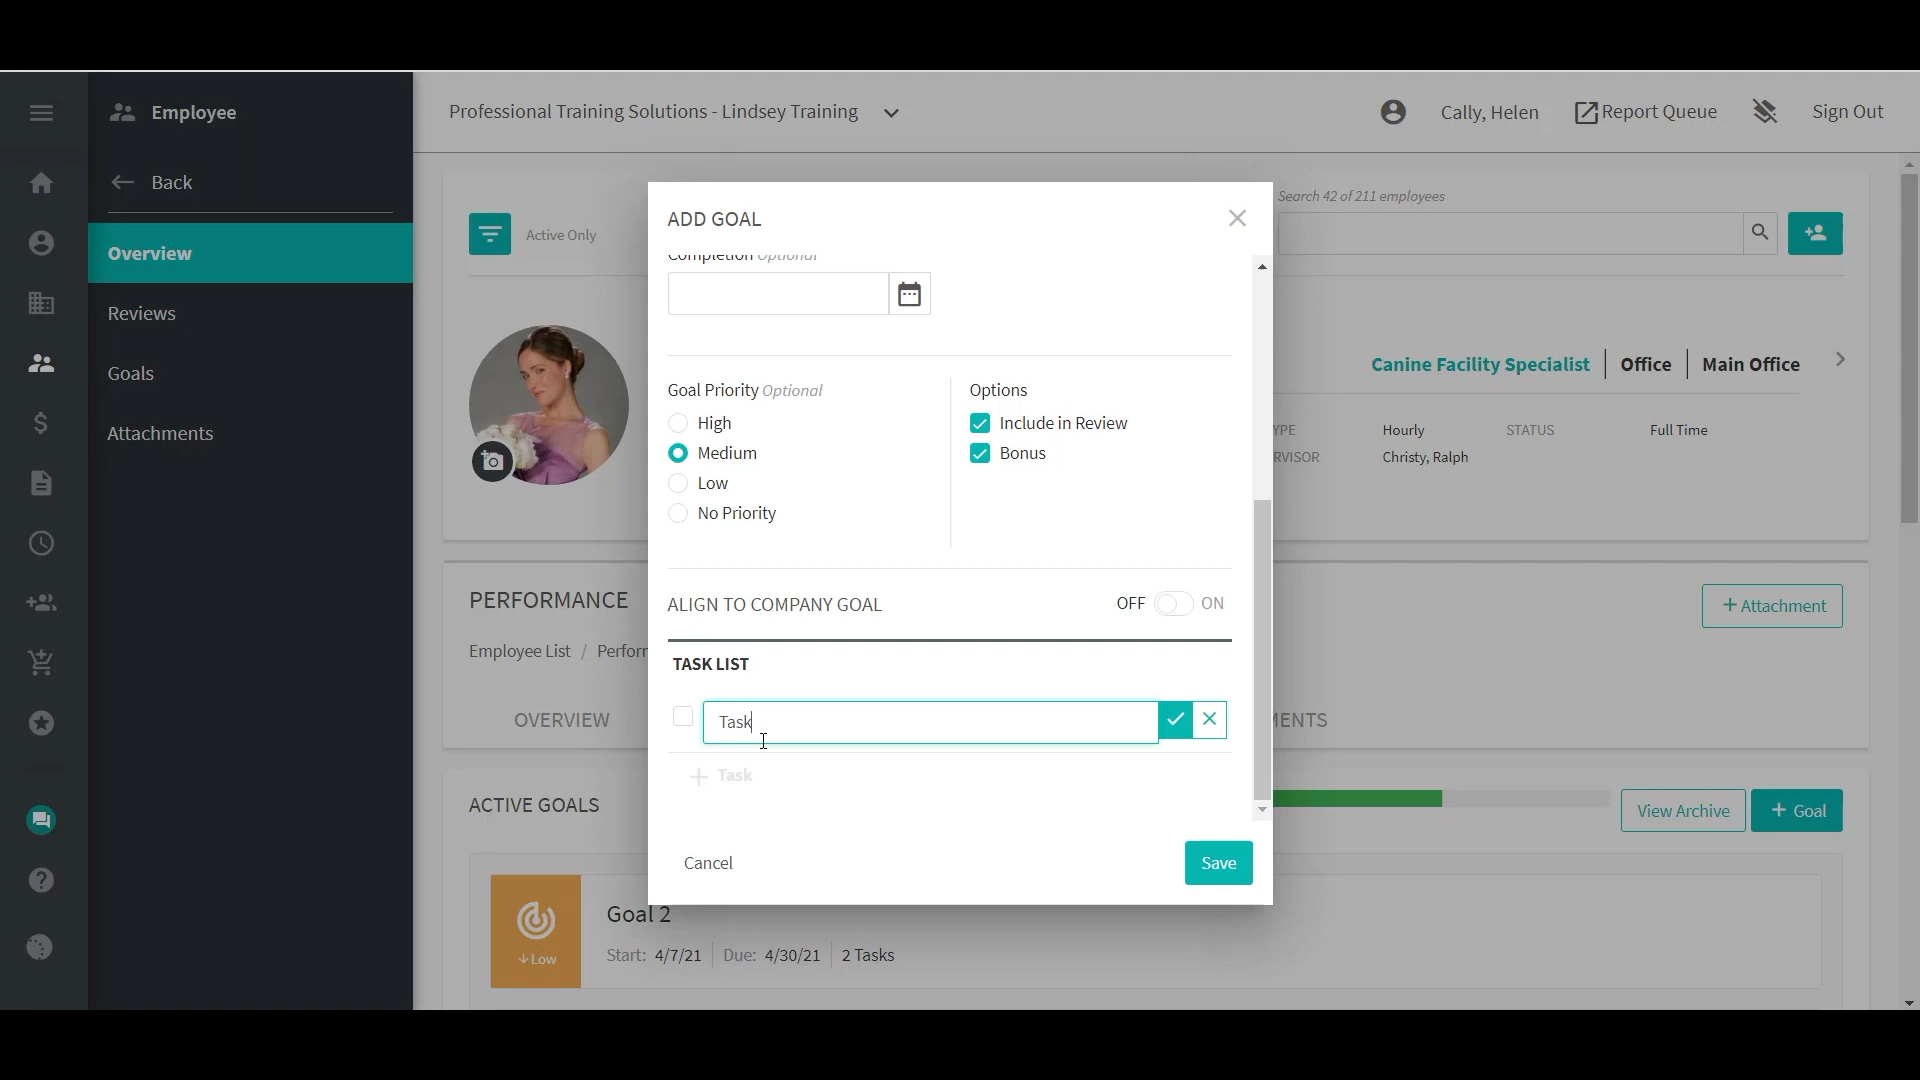 Employee
Professional Training Solutions - Lindsey Training
Cally, Helen
Report Queue
Sign Out
Back
Overview
Reviews
Goals
Attachments
Active Only
Search 42 of 211 employees
ADD GOAL
Completion Optional
Goal Priority Optional
High
Medium
Low
No Priority
Options
Include in Review
Bonus
ALIGN TO COMPANY GOAL
OFF
ON
TASK LIST
Task
+ Task
Cancel
Save
Canine Facility Specialist
Office
Main Office
YPE
Hourly
STATUS
Full Time
RVISOR
Christy, Ralph
PERFORMANCE
+ Attachment
Employee List / Perfor
OVERVIEW
MENTS
ACTIVE GOALS
View Archive
+ Goal
Low
Goal 2
Start: 4/7/21
Due: 4/30/21
2 Tasks